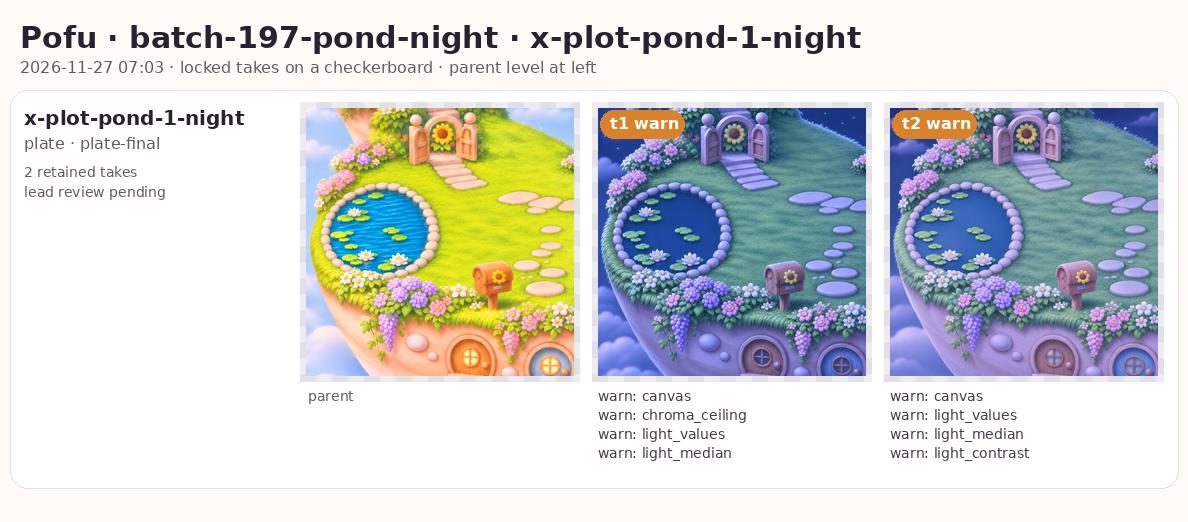 Pofu · batch-197-pond-night · x-plot-pond-1-night
2026-11-27 07:03 · locked takes on a checkerboard · parent level at left
x-plot-pond-1-night
plate · plate-final
2 retained takes
lead review pending
parent
t1 warn
warn: canvas
warn: chroma_ceiling
warn: light_values
warn: light_median
t2 warn
warn: canvas
warn: light_values
warn: light_median
warn: light_contrast